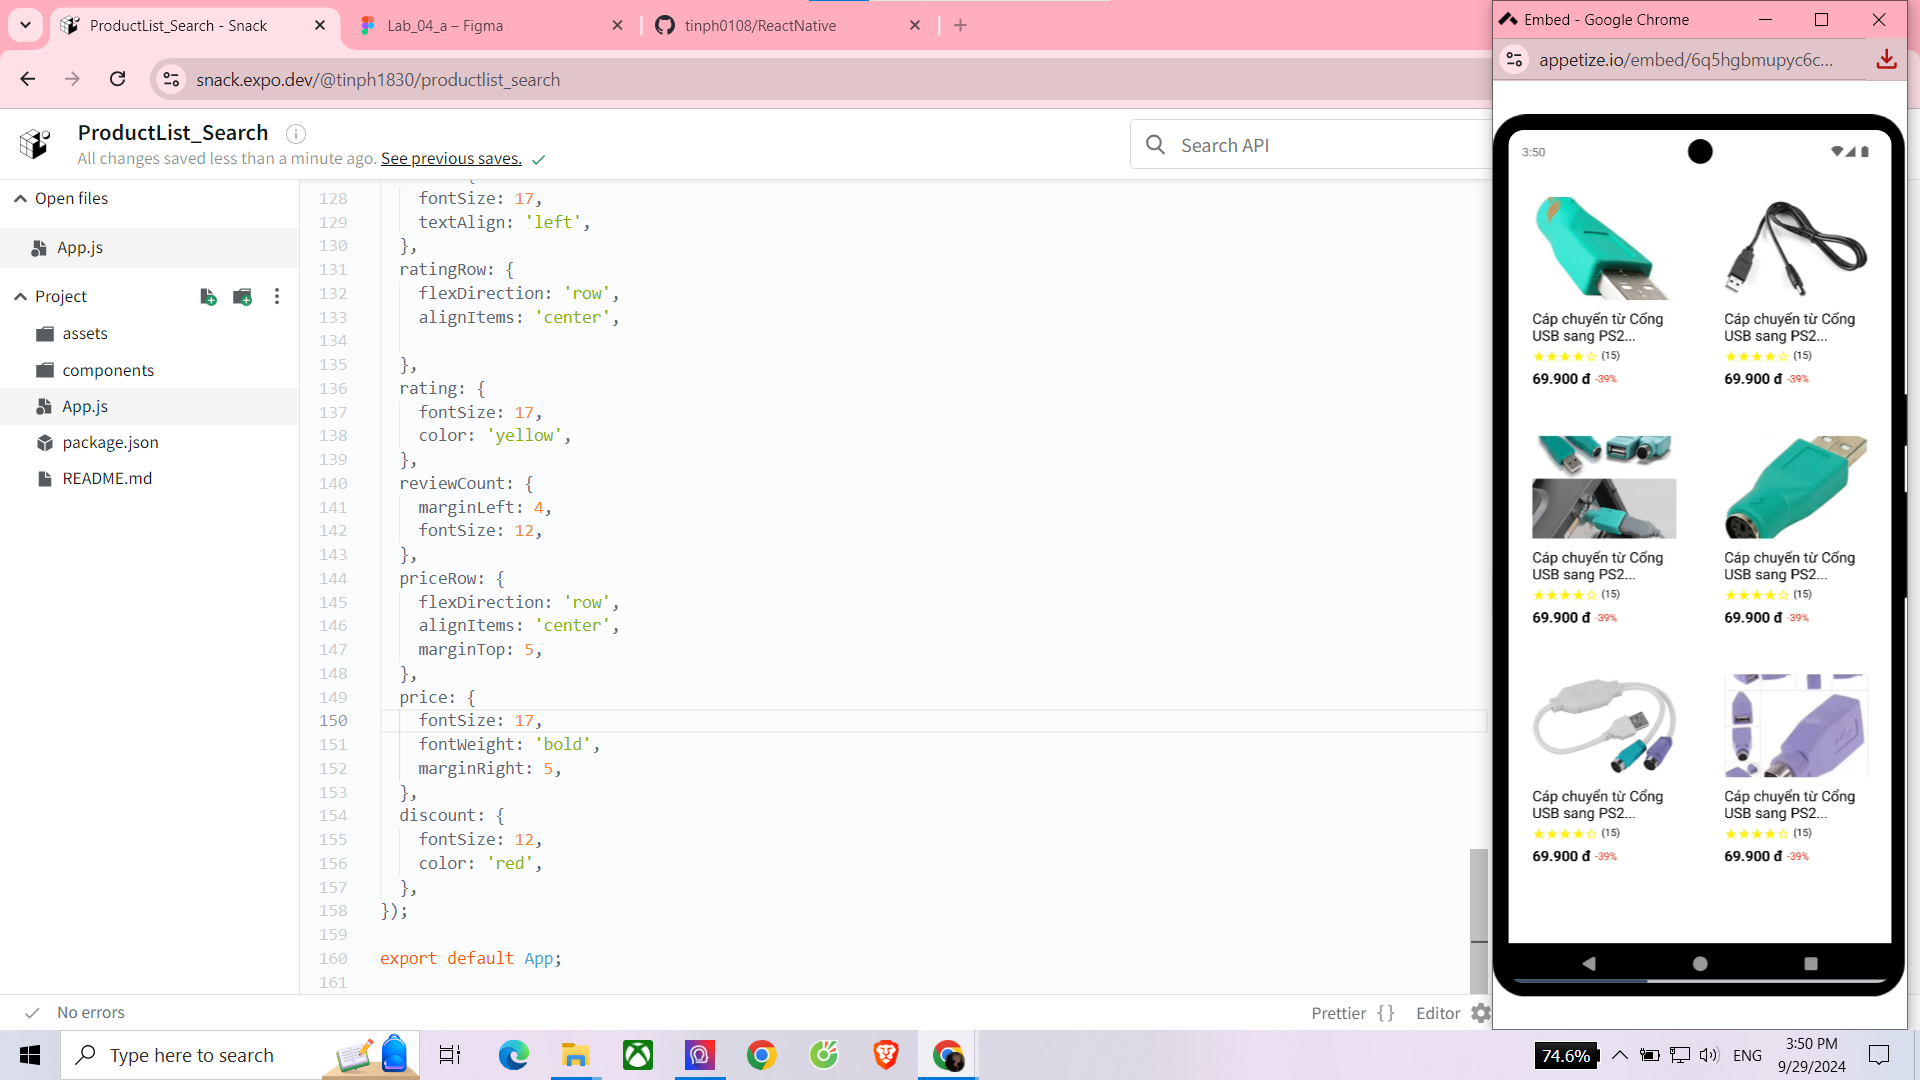 ProductList_Search - Snack
Lab_04_a – Figma
tinph0108/ReactNative
snack.expo.dev/@tinph1830/productlist_search
ProductList_Search
All changes saved less than a minute ago. See previous saves.
Search API
Open files
App.js
Project
assets
components
App.js
package.json
README.md
128 fontSize: 17,
129 textAlign: 'left',
130 },
131 ratingRow: {
132 flexDirection: 'row',
133 alignItems: 'center',
134
135 },
136 rating: {
137 fontSize: 17,
138 color: 'yellow',
139 },
140 reviewCount: {
141 marginLeft: 4,
142 fontSize: 12,
143 },
144 priceRow: {
145 flexDirection: 'row',
146 alignItems: 'center',
147 marginTop: 5,
148 },
149 price: {
150 fontSize: 17,
151 fontWeight: 'bold',
152 marginRight: 5,
153 },
154 discount: {
155 fontSize: 12,
156 color: 'red',
157 },
158 });
159
160 export default App;
161
No errors
Prettier {} Editor
Embed - Google Chrome
appetize.io/embed/6q5hgbmupyc6c...
3:50
Cáp chuyển từ Cổng
USB sang PS2...
★★★★☆ (15)
69.900 đ -39%
Cáp chuyển từ Cổng
USB sang PS2...
★★★★☆ (15)
69.900 đ -39%
Cáp chuyển từ Cổng
USB sang PS2...
★★★★☆ (15)
69.900 đ -39%
Cáp chuyển từ Cổng
USB sang PS2...
★★★★☆ (15)
69.900 đ -39%
Cáp chuyển từ Cổng
USB sang PS2...
★★★★☆ (15)
69.900 đ -39%
Cáp chuyển từ Cổng
USB sang PS2...
★★★★☆ (15)
69.900 đ -39%
Type here to search
74.6%
ENG
3:50 PM
9/29/2024